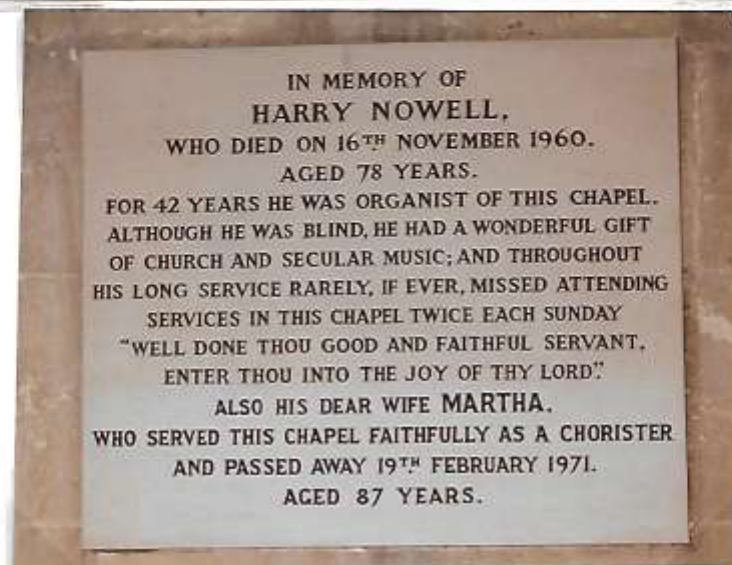 IN MEMORY OF
HARRY NOWELL,
WHO DIED ON 16TH NOVEMBER 1960.
AGED 78 YEARS.
FOR 42 YEARS HE WAS ORGANIST OF THIS CHAPEL.
ALTHOUGH HE WAS BLIND, HE HAD A WONDERFUL GIFT
OF CHURCH AND SECULAR MUSIC; AND THROUGHOUT
HIS LONG SERVICE RARELY, IF EVER, MISSED ATTENDING
SERVICES IN THIS CHAPEL TWICE EACH SUNDAY
"WELL DONE THOU GOOD AND FAITHFUL SERVANT,
ENTER THOU INTO THE JOY OF THY LORD".
ALSO HIS DEAR WIFE MARTHA.
WHO SERVED THIS CHAPEL FAITHFULLY AS A CHORISTER
AND PASSED AWAY 19TH FEBRUARY 1971.
AGED 87 YEARS.